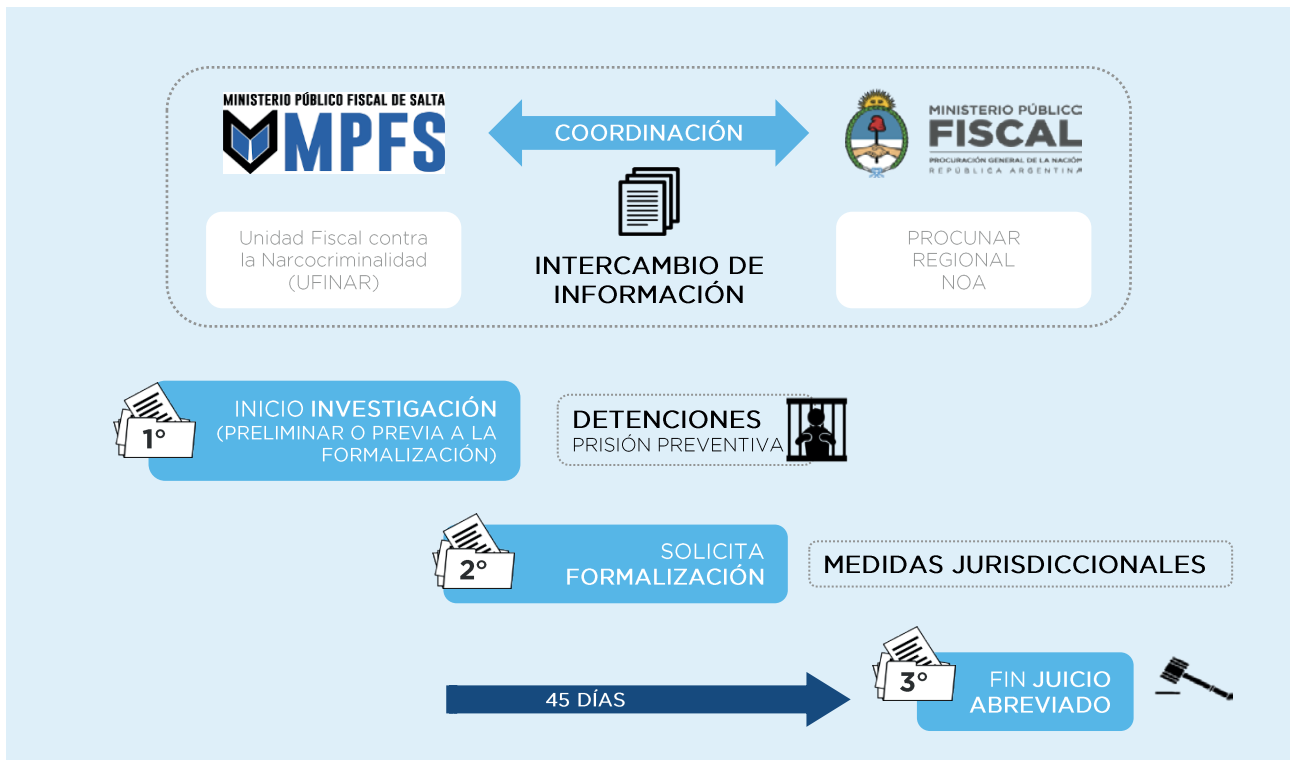 MINISTERIO PÚBLICO FISCAL DE SALTA
MPFS
COORDINACIÓN
MINISTERIO PÚBLICC
FISCAL
PROCURACIÓN GENERAL DE LA NACIÓN
REPÚBLICA ARGENTINA
Unidad Fiscal contra
la Narcocriminalidad
(UFINAR)
INTERCAMBIO DE
INFORMACIÓN
PROCUNAR
REGIONAL
NOA
1°
INICIO INVESTIGACIÓN
(PRELIMINAR O PREVIA A LA
FORMALIZACIÓN)
DETENCIONES
PRISIÓN PREVENTIVA
2°
SOLICITA
FORMALIZACIÓN
MEDIDAS JURISDICCIONALES
45 DÍAS
3°
FIN JUICIO
ABREVIADO